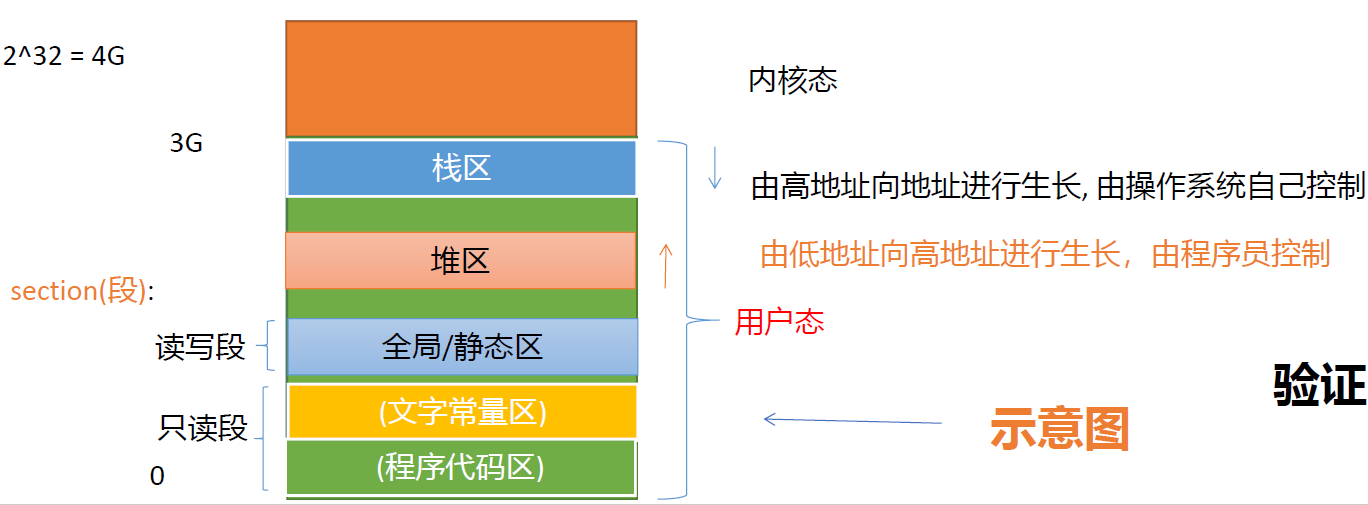 2^32 = 4G
内核态
3G
栈区
由高地址向地址进行生长, 由操作系统自己控制
堆区
由低地址向高地址进行生长，由程序员控制
section(段):
用户态
读写段
全局/静态区
验证
(文字常量区)
只读段
示意图
(程序代码区)
0